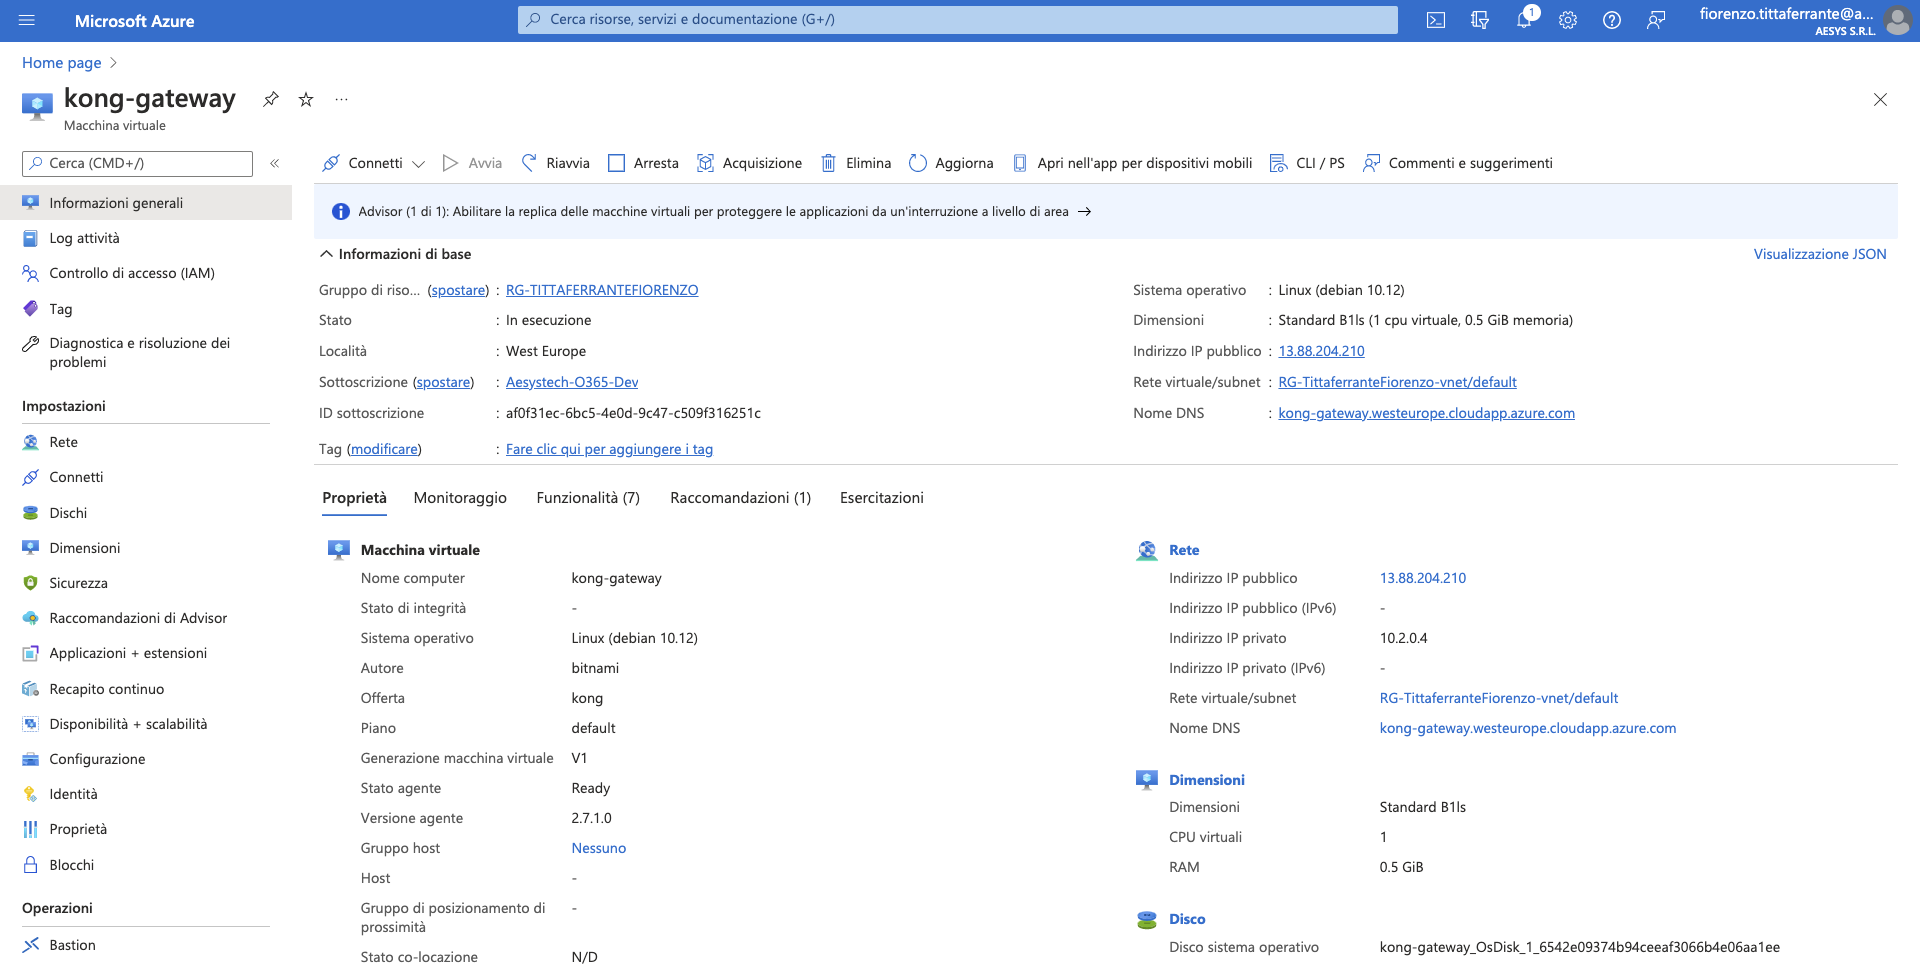 Microsoft Azure
Cerca risorse, servizi e documentazione (G+/)
1
fiorenzo.tittaferrante@a...
AESYS S.R.L.
Home page
kong-gateway
...
Macchina virtuale
Cerca (CMD+/)
«
Connetti
Avvia
Riavvia
Arresta
Acquisizione
Elimina
Aggiorna
Apri nell'app per dispositivi mobili
CLI / PS
Commenti e suggerimenti
Informazioni generali
Log attività
Controllo di accesso (IAM)
Tag
Diagnostica e risoluzione dei
problemi
Impostazioni
Rete
Connetti
Dischi
Dimensioni
Sicurezza
Raccomandazioni di Advisor
Applicazioni + estensioni
Recapito continuo
Disponibilità + scalabilità
Configurazione
Identità
Proprietà
Blocchi
Operazioni
Bastion
Advisor (1 di 1): Abilitare la replica delle macchine virtuali per proteggere le applicazioni da un'interruzione a livello di area →
Informazioni di base
Visualizzazione JSON
Gruppo di riso... (spostare) : RG-TITTAFERRANTEFIORENZO
Stato : In esecuzione
Località : West Europe
Sottoscrizione (spostare) : Aesystech-O365-Dev
ID sottoscrizione : af0f31ec-6bc5-4e0d-9c47-c509f316251c
Tag (modificare) : Fare clic qui per aggiungere i tag
Sistema operativo : Linux (debian 10.12)
Dimensioni : Standard B1ls (1 cpu virtuale, 0.5 GiB memoria)
Indirizzo IP pubblico : 13.88.204.210
Rete virtuale/subnet : RG-TittaferranteFiorenzo-vnet/default
Nome DNS : kong-gateway.westeurope.cloudapp.azure.com
Proprietà
Monitoraggio
Funzionalità (7)
Raccomandazioni (1)
Esercitazioni
Macchina virtuale
Nome computer kong-gateway
Stato di integrità -
Sistema operativo Linux (debian 10.12)
Autore bitnami
Offerta kong
Piano default
Generazione macchina virtuale V1
Stato agente Ready
Versione agente 2.7.1.0
Gruppo host Nessuno
Host -
Gruppo di posizionamento di -
prossimità
Stato co-locazione N/D
Rete
Indirizzo IP pubblico 13.88.204.210
Indirizzo IP pubblico (IPv6) -
Indirizzo IP privato 10.2.0.4
Indirizzo IP privato (IPv6) -
Rete virtuale/subnet RG-TittaferranteFiorenzo-vnet/default
Nome DNS kong-gateway.westeurope.cloudapp.azure.com
Dimensioni
Dimensioni Standard B1ls
CPU virtuali 1
RAM 0.5 GiB
Disco
Disco sistema operativo kong-gateway_OsDisk_1_6542e09374b94ceeaf3066b4e06aa1ee